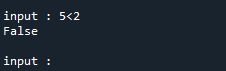 input : 5<2
False
input :